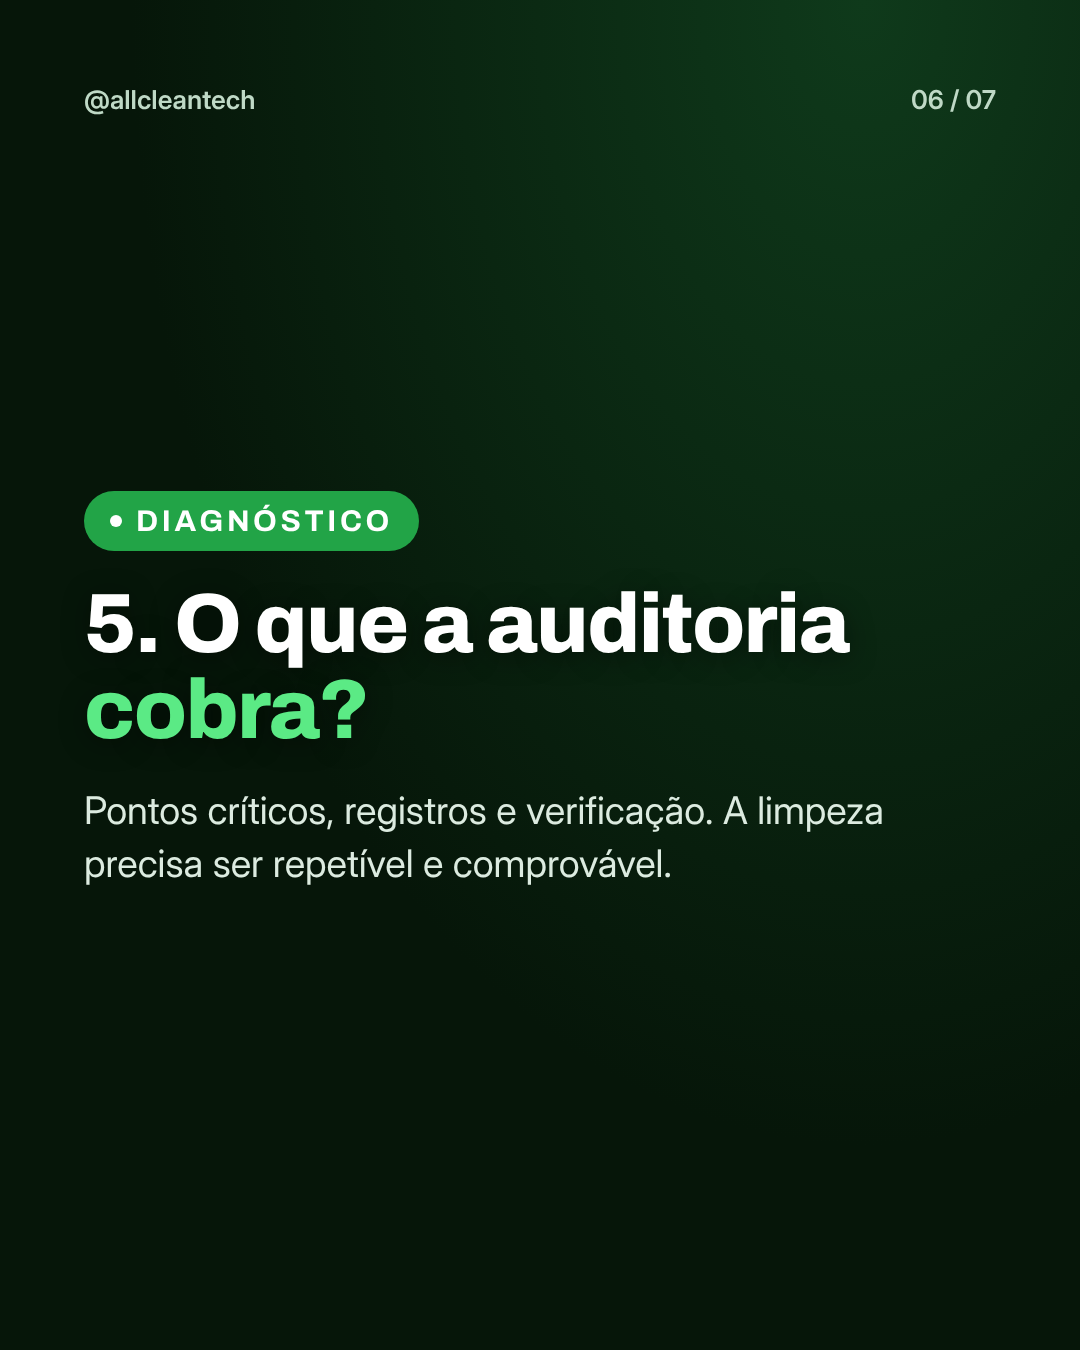 @allcleantech
06 / 07
DIAGNÓSTICO
5. O que a auditoria
cobra?
Pontos críticos, registros e verificação. A limpeza
precisa ser repetível e comprovável.